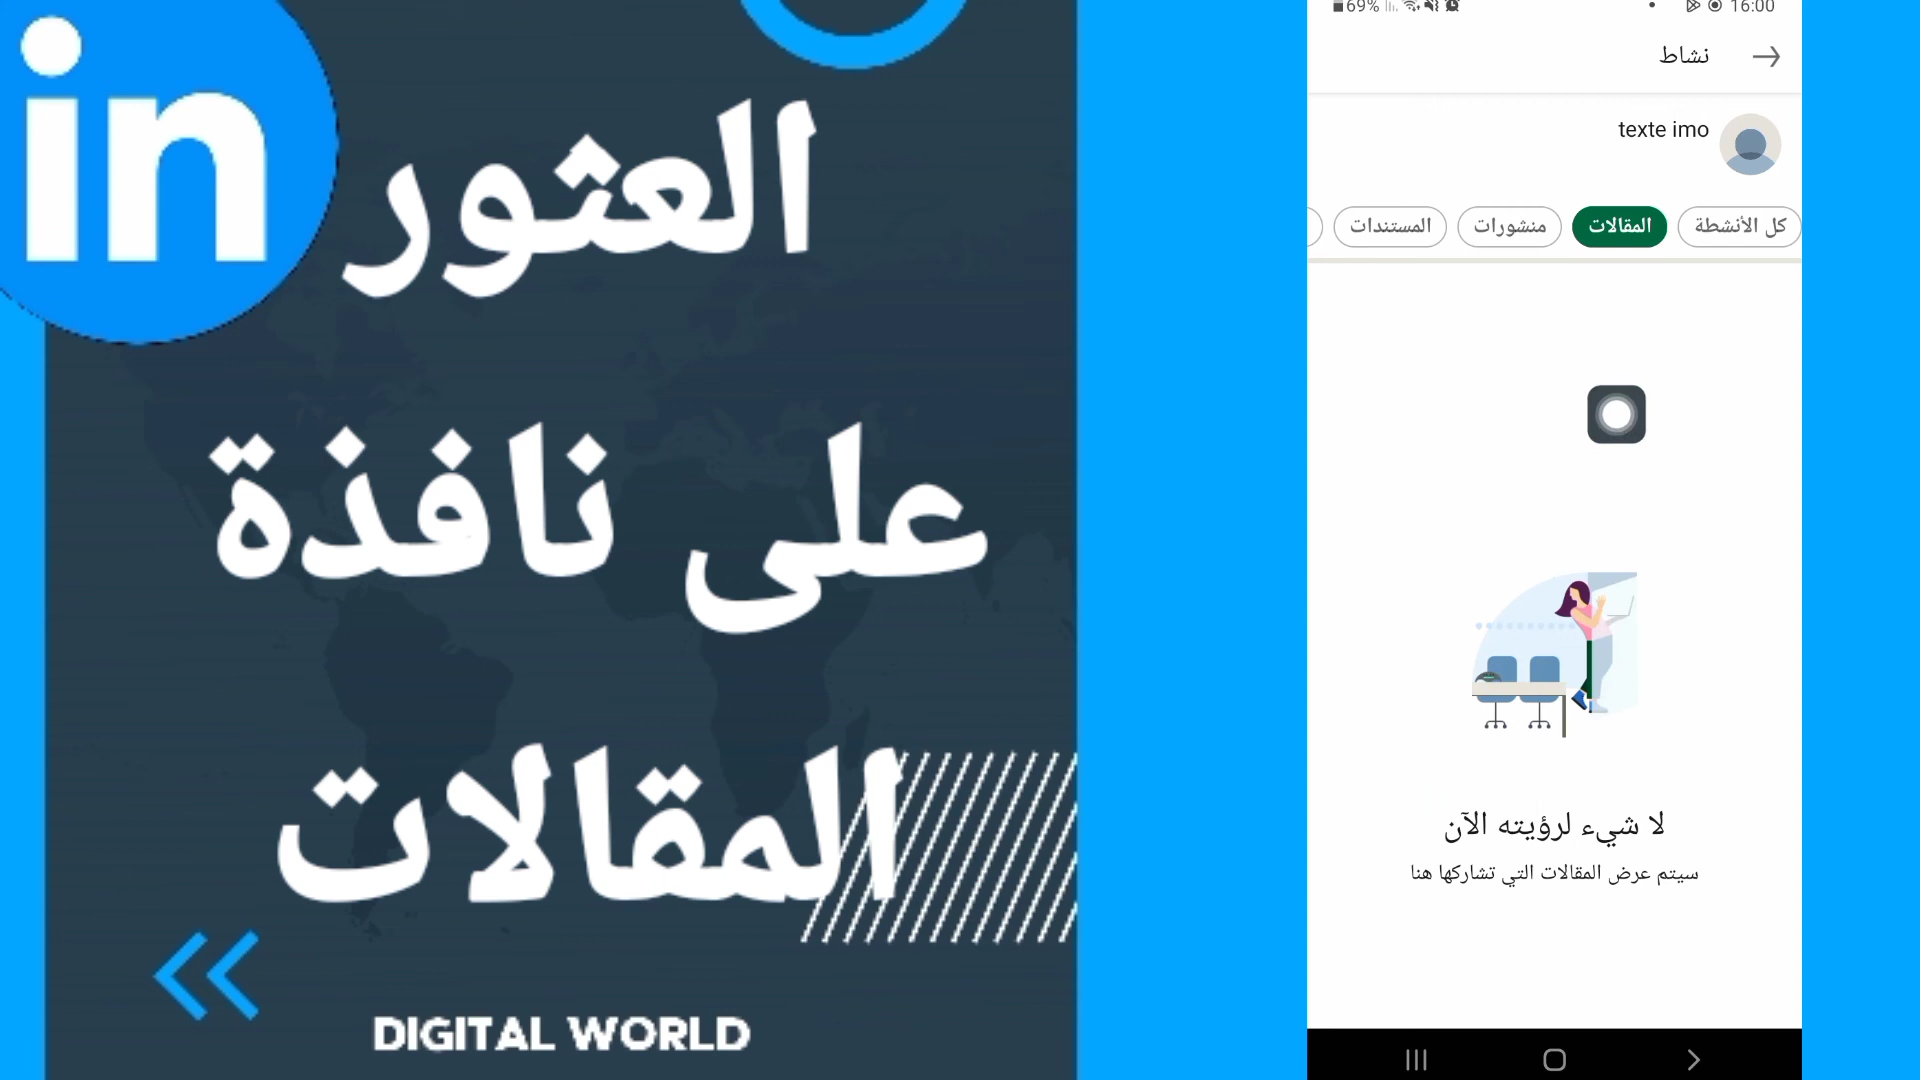 in
العثور
على نافذة
المقالات
DIGITAL WORLD
69% 16:00
نشاط
texte imo
كل الأنشطة المقالات منشورات المستندات
لا شيء لرؤيته الآن
سيتم عرض المقالات التي تشاركها هنا